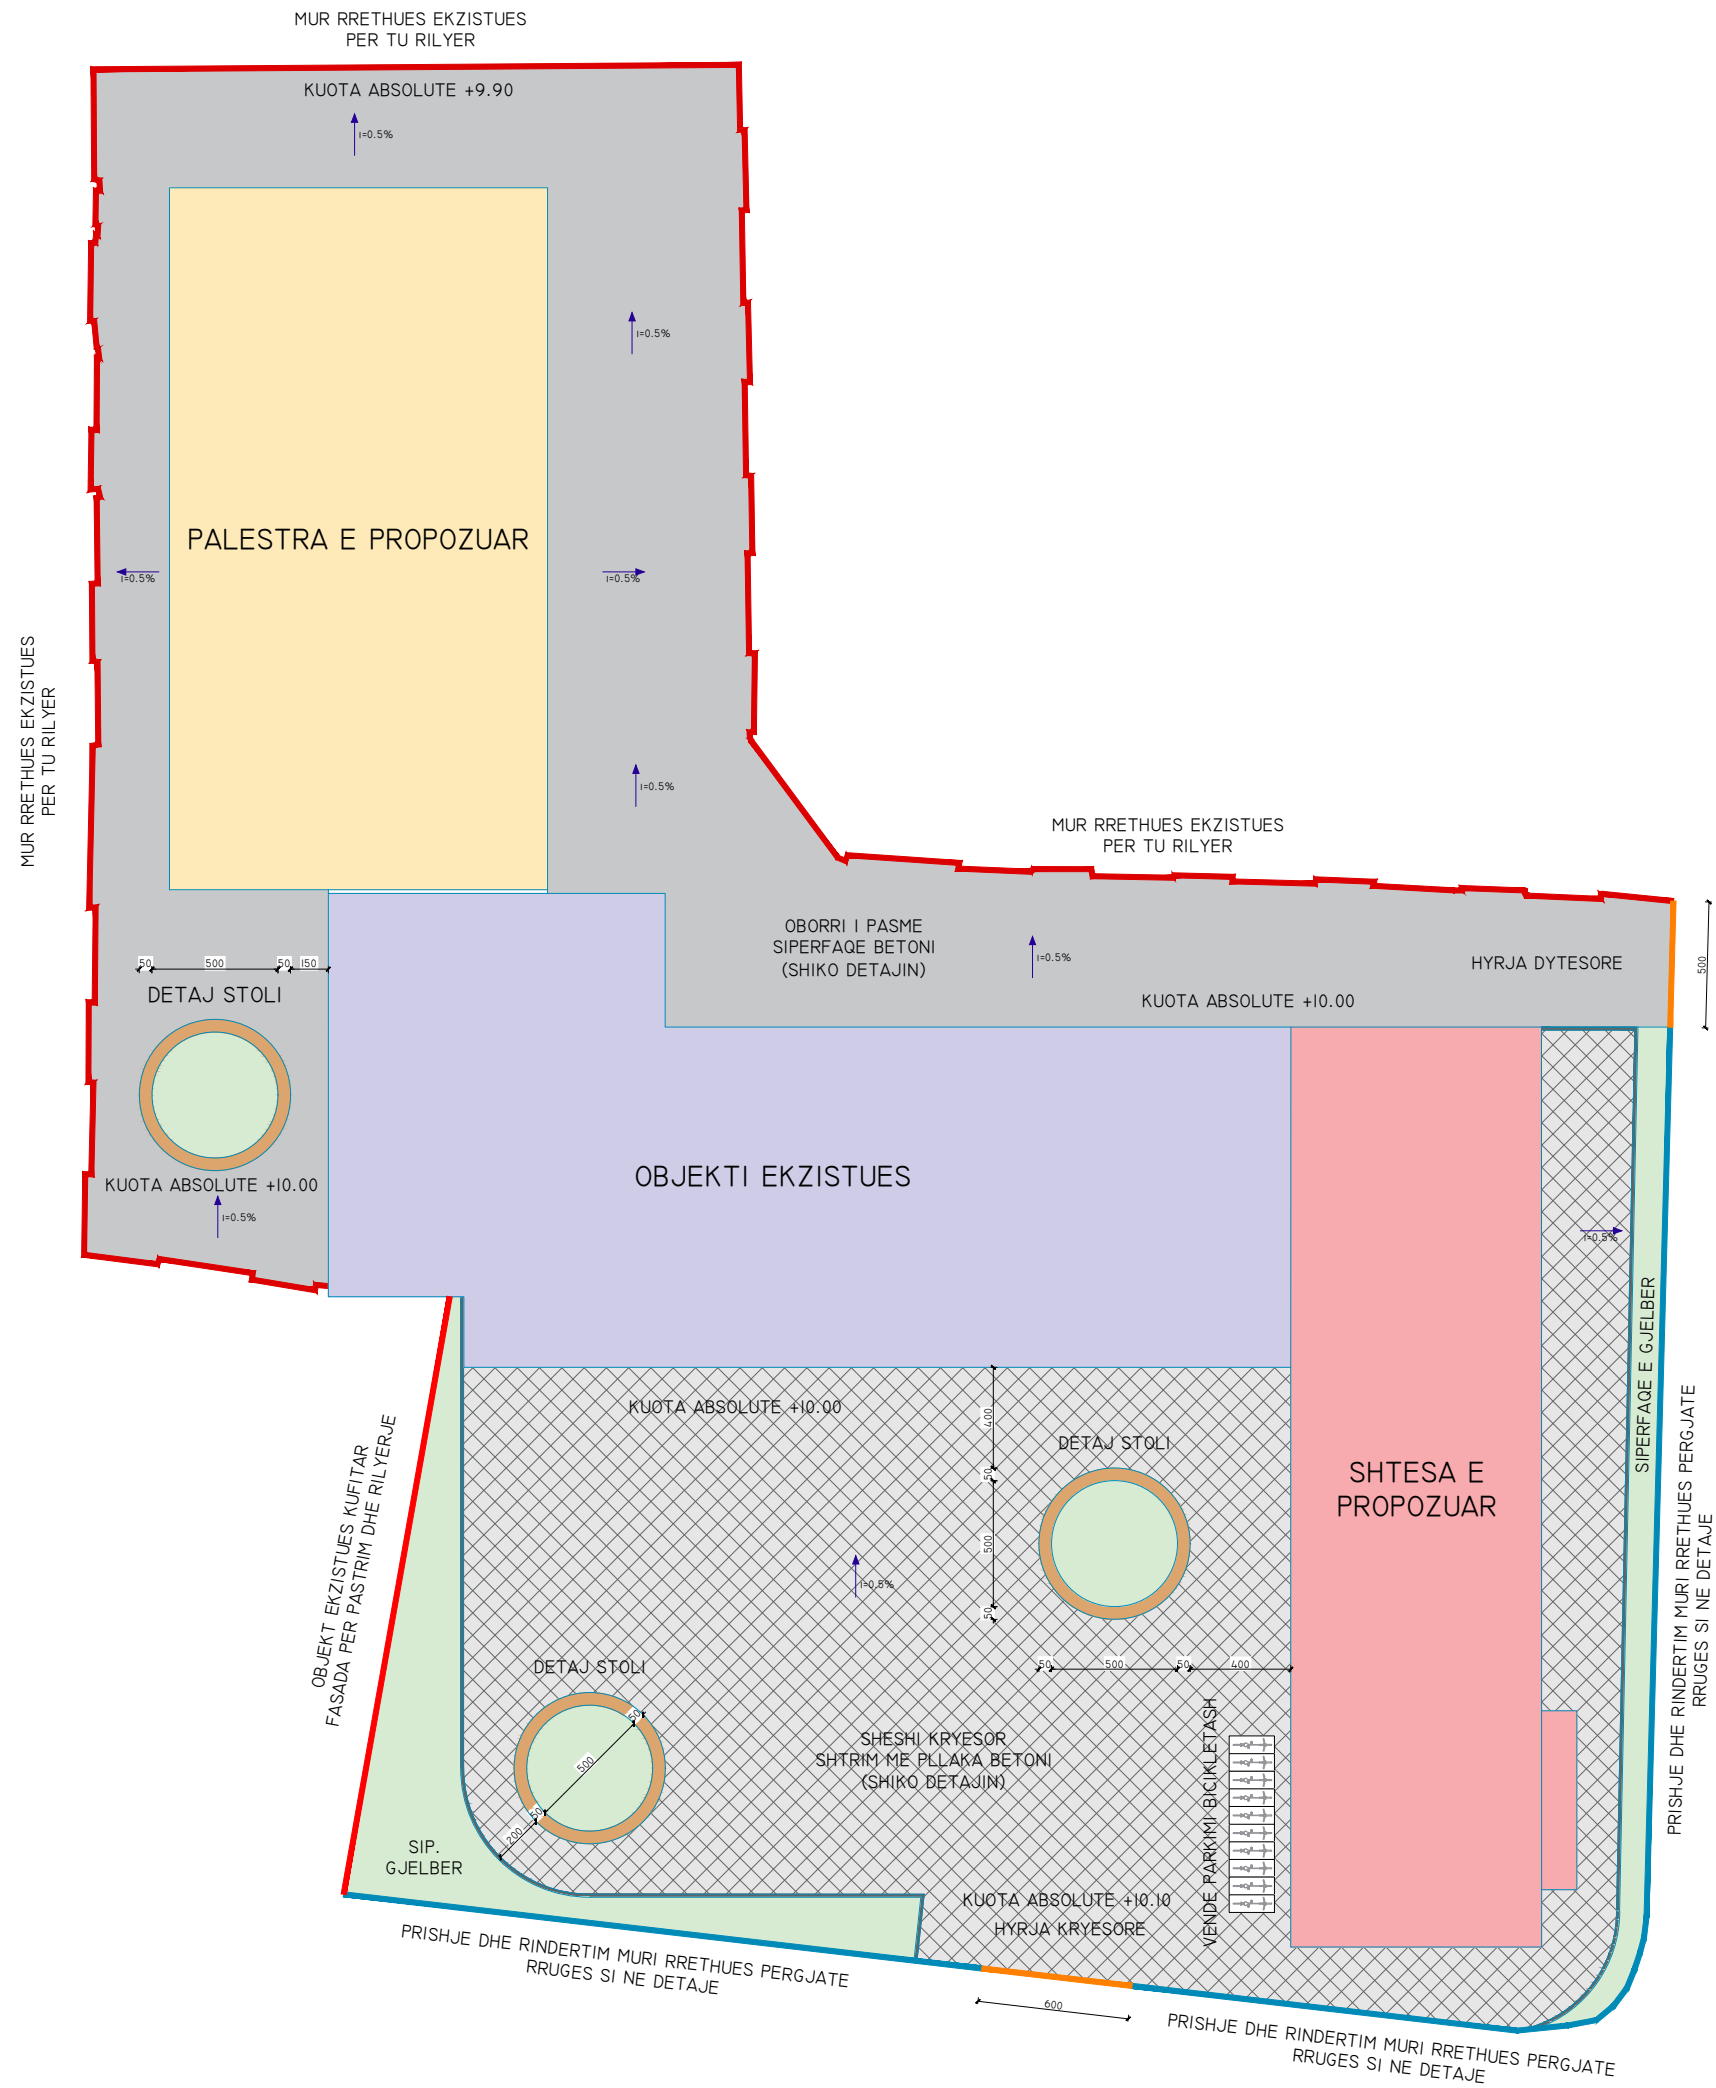 MUR RRETHUES EKZISTUES
PER TU RILYER
KUOTA ABSOLUTE +9.90
i=0.5%
i=0.5%
PALESTRA E PROPOZUAR
i=0.5%
i=0.5%
MUR RRETHUES EKZISTUES
PER TU RILYER
i=0.5%
MUR RRETHUES EKZISTUES
PER TU RILYER
OBORRI I PASME
SIPERFAQE BETONI
(SHIKO DETAJIN)
i=0.5%
HYRJA DYTESORE
500
KUOTA ABSOLUTE +10.00
50
500
50
150
DETAJ STOLI
KUOTA ABSOLUTE +10.00
i=0.5%
OBJEKTI EKZISTUES
i=0.5%
SIPERFAQE E GJELBER
KUOTA ABSOLUTE +10.00
400
50
500
50
DETAJ STOLI
SHTESA E
PROPOZUAR
PRISHJE DHE RINDERTIM MURI RRETHUES PERGJATE
RRUGES SI NE DETAJE
OBJEKT EKZISTUES KUFITAR
FASADA PER PASTRIM DHE RILYERJE
i=0.5%
DETAJ STOLI
50
500
50
400
50
500
50
200
SHESHI KRYESOR
SHTRIM ME PLLAKA BETONI
(SHIKO DETAJIN)
VENDE PARKIMI BICIKLETASH
SIP.
GJELBER
KUOTA ABSOLUTE +10.10
HYRJA KRYESORE
PRISHJE DHE RINDERTIM MURI RRETHUES PERGJATE
RRUGES SI NE DETAJE
600
PRISHJE DHE RINDERTIM MURI RRETHUES PERGJATE
RRUGES SI NE DETAJE